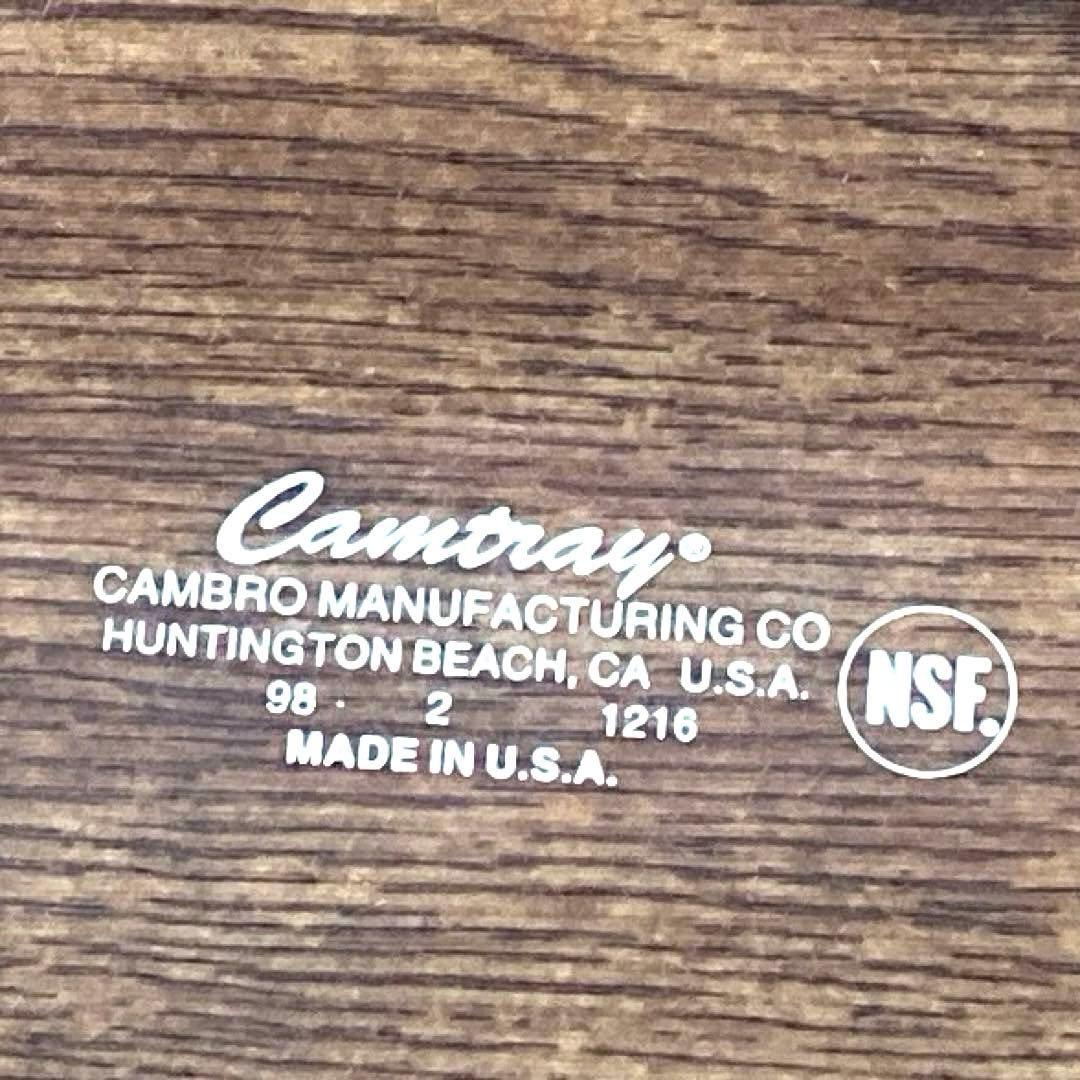 Camtray®
CAMBRO MANUFACTURING CO
HUNTINGTON BEACH, CA U.S.A.
98 · 2 1216
MADE IN U.S.A.
NSF.